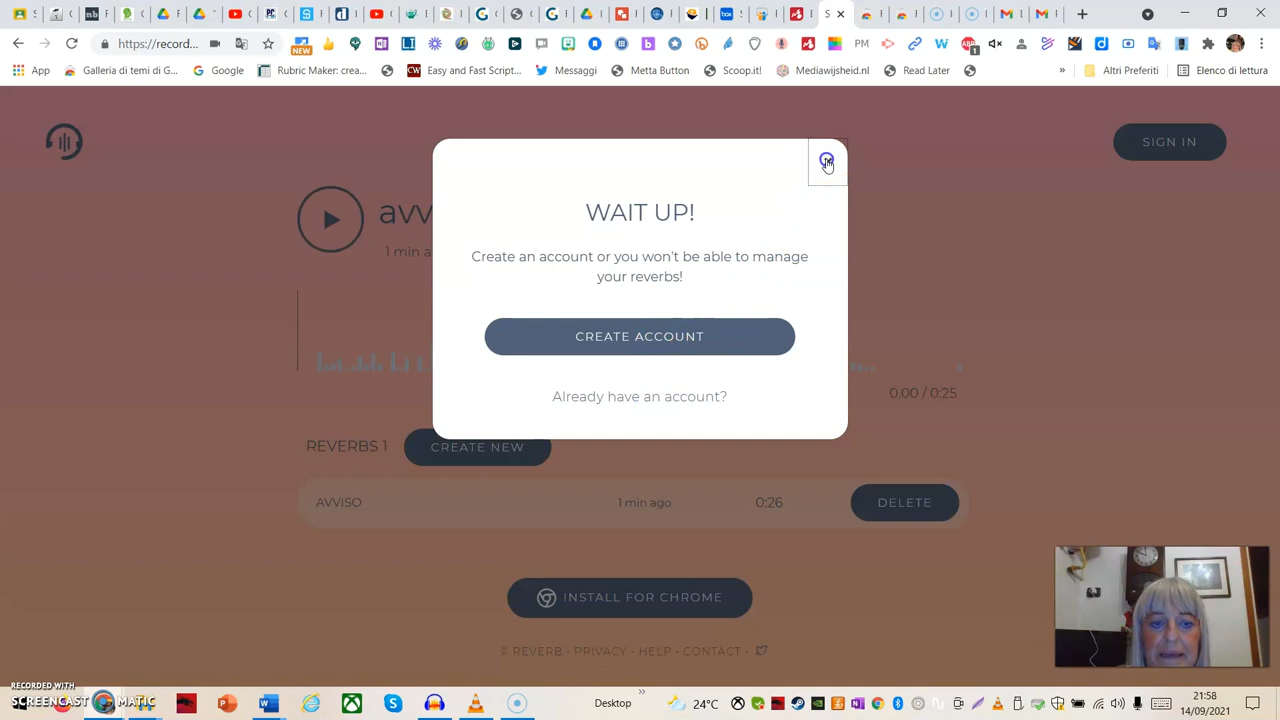 https://record...
PM
App
Galleria di temi di G...
Google
Rubric Maker: crea...
Easy and Fast Script...
Messaggi
Metta Button
Scoop.it!
Mediawijsheid.nl
Read Later
»
Altri Preferiti
Elenco di lettura
SIGN IN
avv
1 min a
WAIT UP!
Create an account or you won't be able to manage
your reverbs!
CREATE ACCOUNT
Already have an account?
0.00 / 0:25
REVERBS 1
CREATE NEW
AVVISO
1 min ago
0:26
DELETE
INSTALL FOR CHROME
© REVERB · PRIVACY · HELP · CONTACT ·
RECORDED WITH
SCREENCAST MATIC
Desktop
»
24°C
21:58
14/09/2021